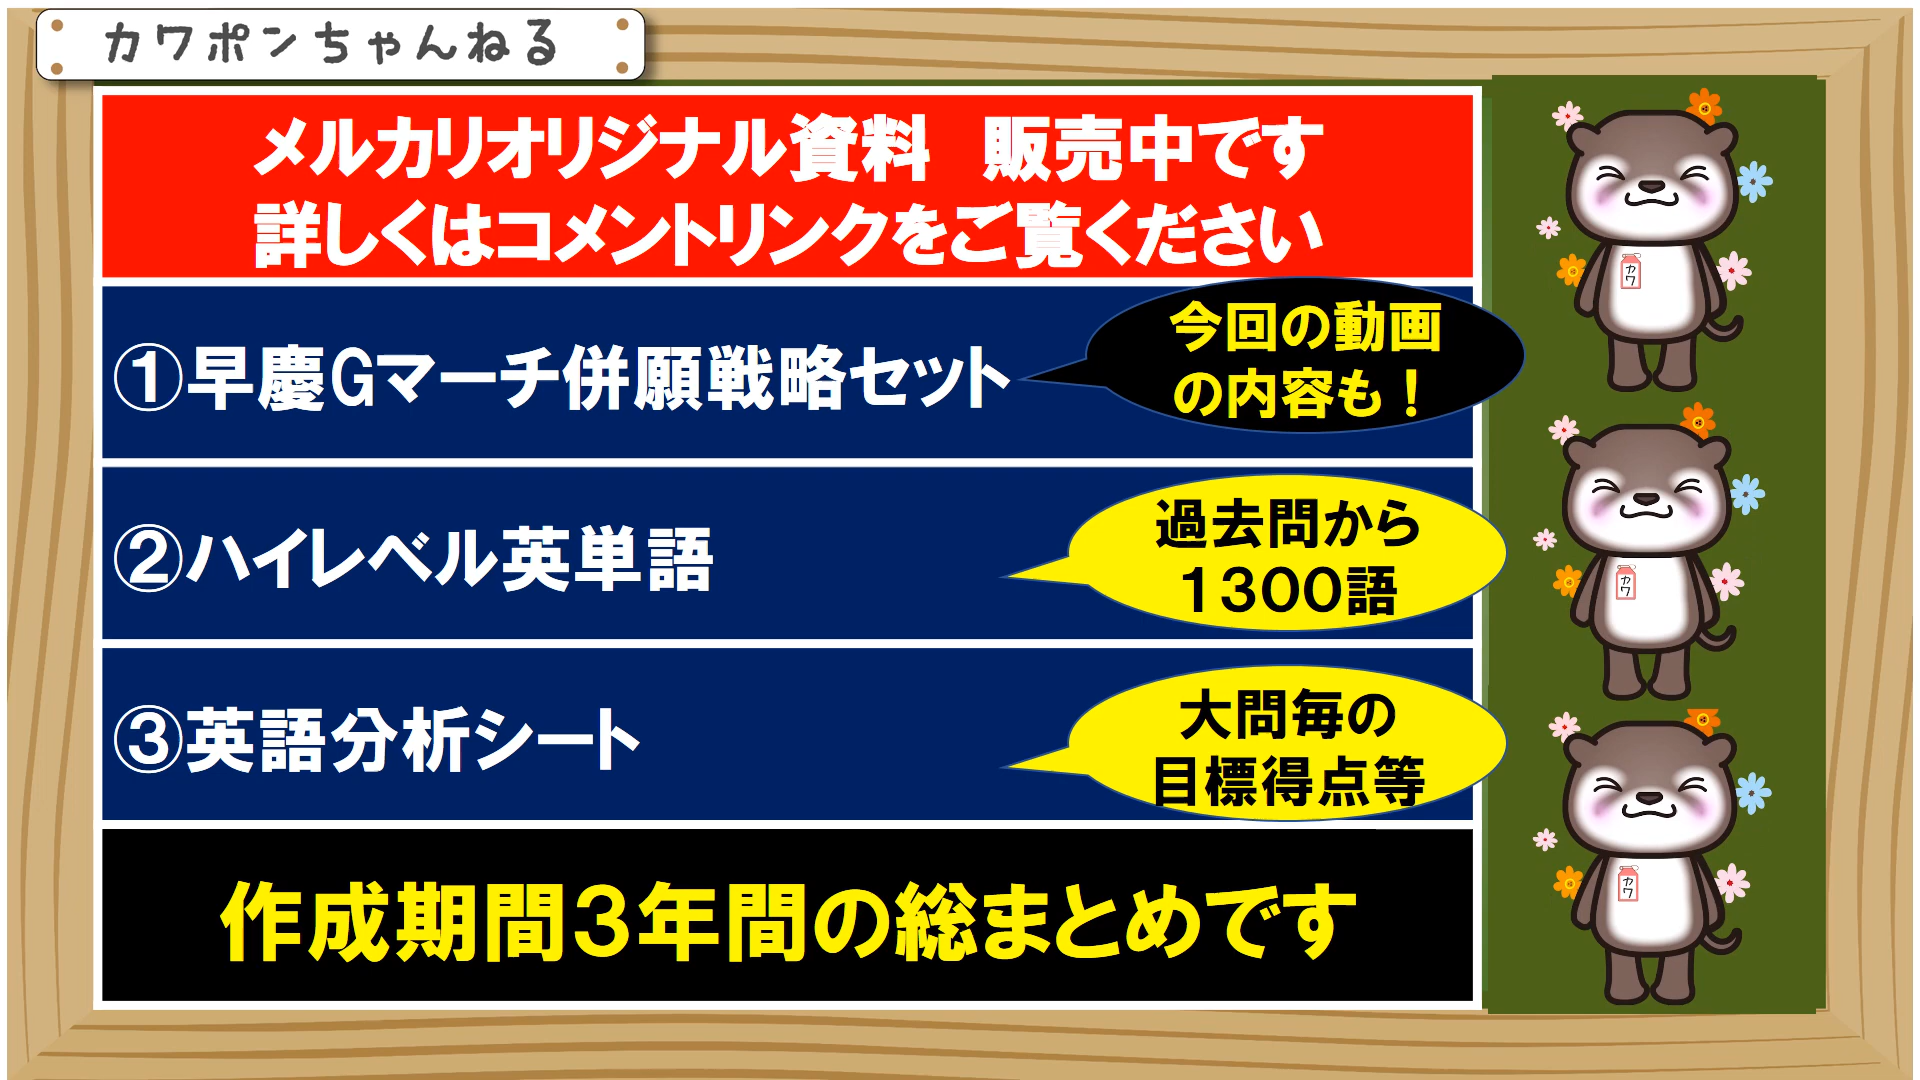 カワポンちゃんねる
メルカリオリジナル資料　販売中です
詳しくはコメントリンクをご覧ください
①早慶Gマーチ併願戦略セット
今回の動画
の内容も！
②ハイレベル英単語
過去問から
１３００語
③英語分析シート
大問毎の
目標得点等
作成期間３年間の総まとめです
カワ
カワ
カワ